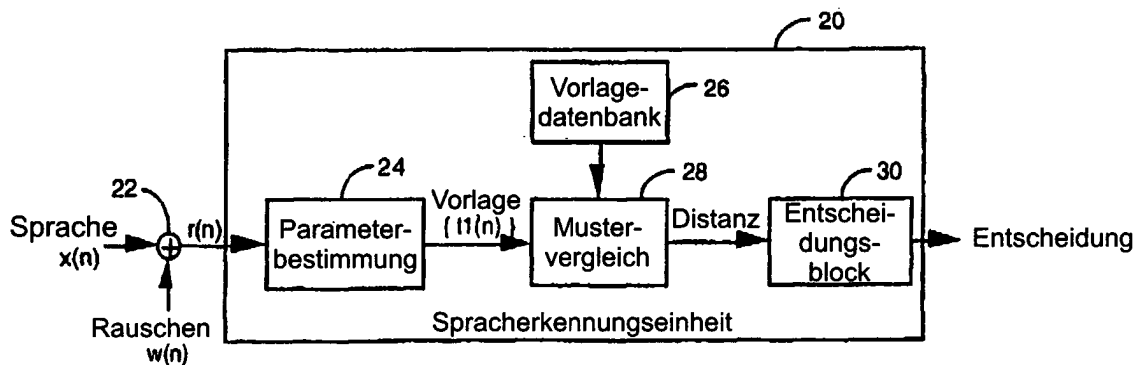 20
Vorlage-
datenbank
26
22
24
28
30
Sprache
x(n)
r(n)
Parameter-
bestimmung
Vorlage
{ t1(n) }
Muster-
vergleich
Distanz
Entschei-
dungs-
block
Entscheidung
Rauschen
w(n)
Spracherkennungseinheit